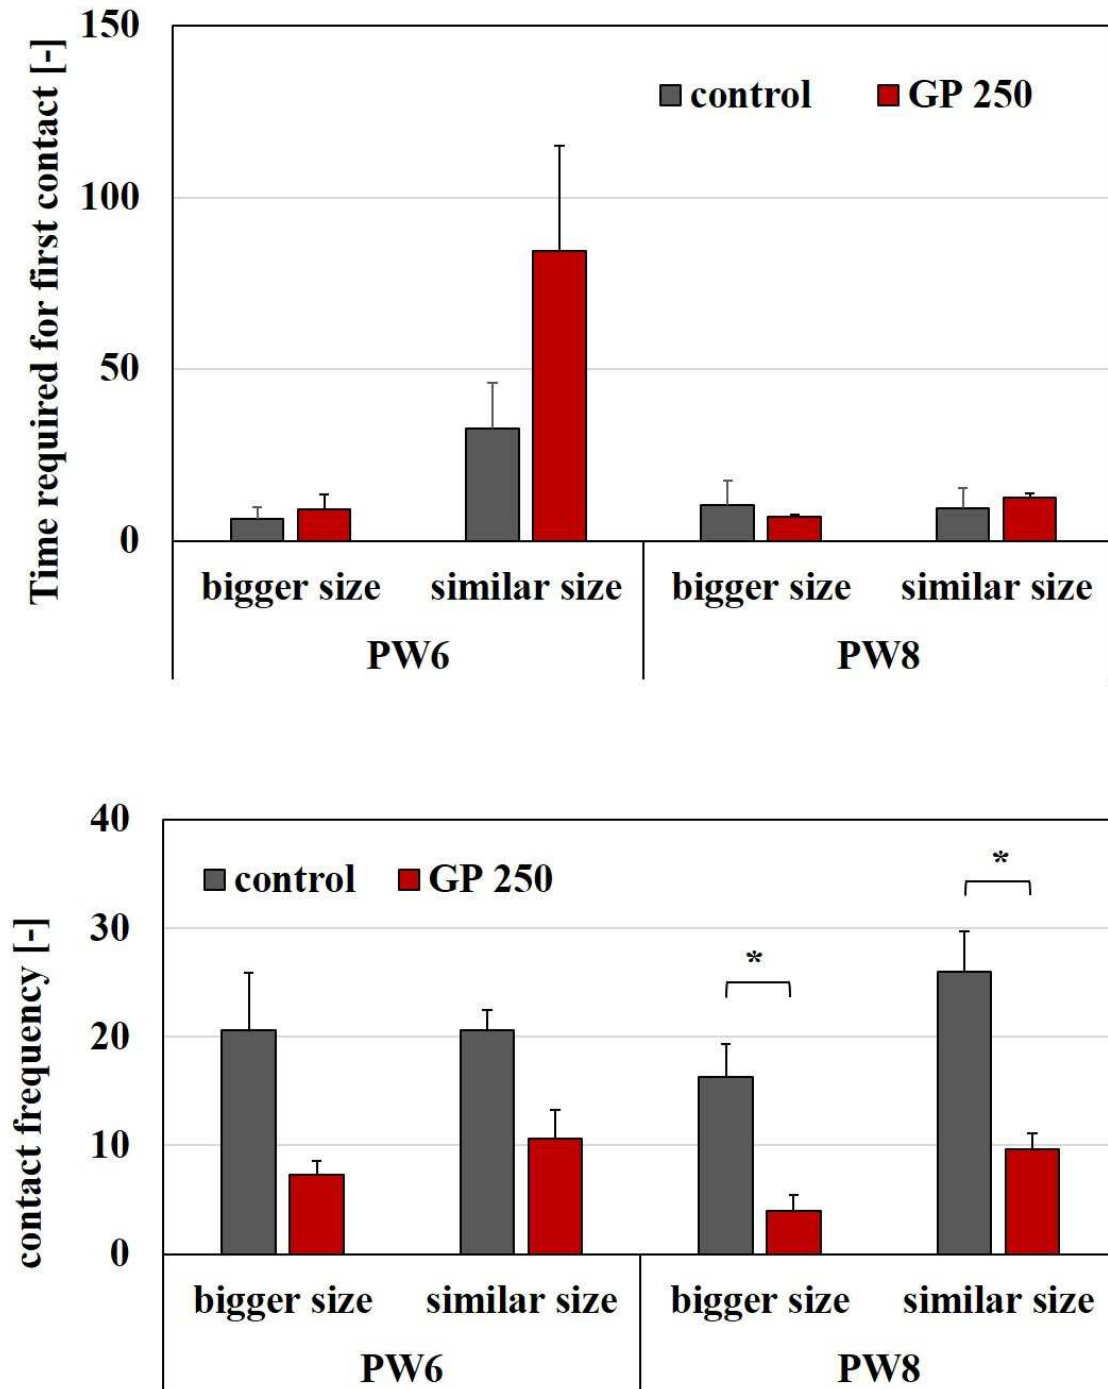 Time required for first contact [-]
150
100
50
0
control GP 250
bigger size similar size bigger size similar size
PW6 PW8
contact frequency [-]
40
30
20
10
0
control GP 250
*
*
bigger size similar size bigger size similar size
PW6 PW8